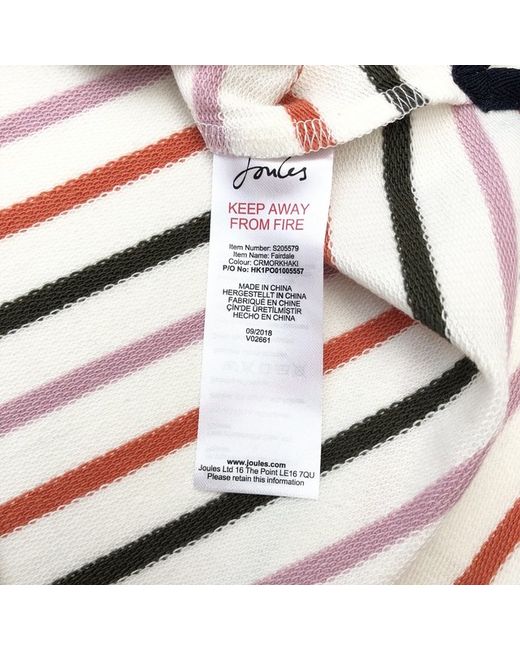 Joules
KEEP AWAY
FROM FIRE
Item Number: S205579
Item Name: Fairdale
Colour: CRMORKHAKI
P/O No: HK1PO01005557
MADE IN CHINA
HERGESTELLT IN CHINA
FABRIQUÉ EN CHINE
ÇIN'DE ÜRETILMIŞTIR
HECHO EN CHINA
09/2018
V02661
www.joules.com
Joules Ltd 16 The Point LE16 7QU
Please retain this information